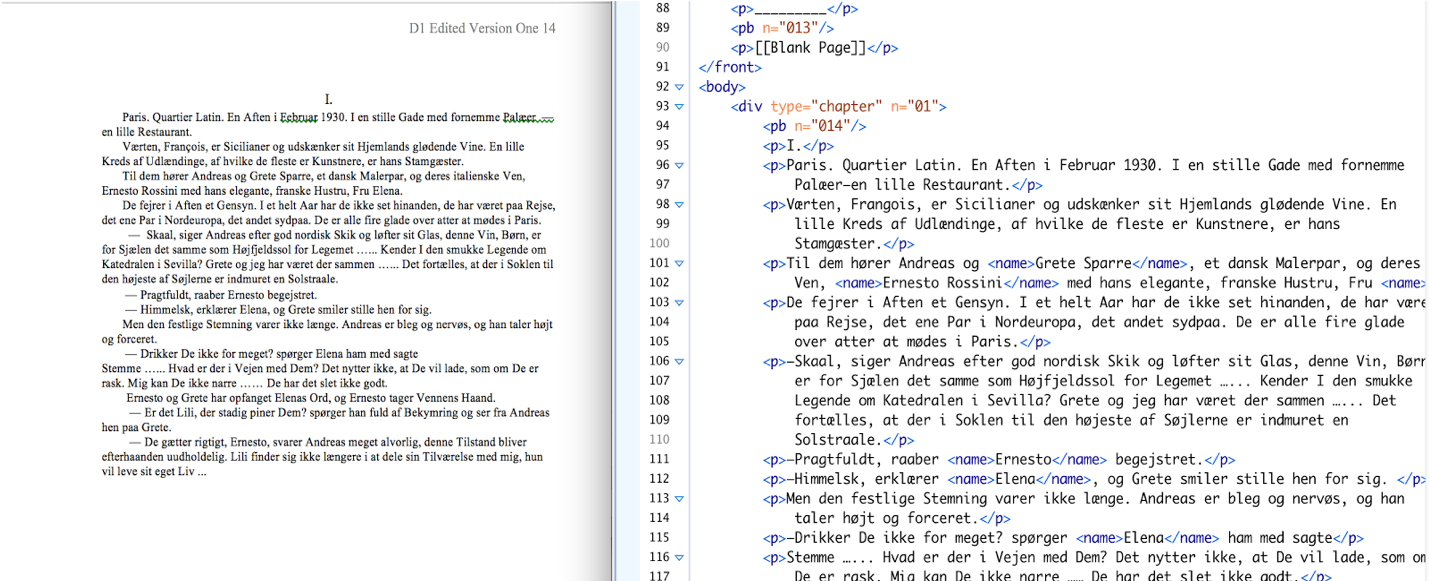 D1 Edited Version One 14
I.
Paris. Quartier Latin. En Aften i Februar 1930. I en stille Gade med fornemme Palæer —
en lille Restaurant.
Værten, François, er Sicilianer og udskænker sit Hjemlands glødende Vine. En lille
Kreds af Udlændinge, af hvilke de fleste er Kunstnere, er hans Stamgæster.
Til dem hører Andreas og Grete Sparre, et dansk Malerpar, og deres italienske Ven,
Ernesto Rossini med hans elegante, franske Hustru, Fru Elena.
De fejrer i Aften et Gensyn. I et helt Aar har de ikke set hinanden, de har været paa Rejse,
det ene Par i Nordeuropa, det andet sydpaa. De er alle fire glade over atter at mødes i Paris.
— Skaal, siger Andreas efter god nordisk Skik og løfter sit Glas, denne Vin, Børn, er
for Sjælen det samme som Højfjeldssol for Legemet …... Kender I den smukke Legende om
Katedralen i Sevilla? Grete og jeg har været der sammen …... Det fortælles, at der i Soklen til
den højeste af Søjlerne er indmuret en Solstraale.
— Pragtfuldt, raaber Ernesto begejstret.
— Himmelsk, erklærer Elena, og Grete smiler stille hen for sig.
Men den festlige Stemning varer ikke længe. Andreas er bleg og nervøs, og han taler højt
og forceret.
— Drikker De ikke for meget? spørger Elena ham med sagte
Stemme …... Hvad er der i Vejen med Dem? Det nytter ikke, at De vil lade, som om De er
rask. Mig kan De ikke narre …… De har det slet ikke godt.
Ernesto og Grete har opfanget Elenas Ord, og Ernesto tager Vennens Haand.
— Er det Lili, der stadig piner Dem? spørger han fuld af Bekymring og ser fra Andreas
hen paa Grete.
— De gætter rigtigt, Ernesto, svarer Andreas meget alvorlig, denne Tilstand bliver
efterhaanden uudholdelig. Lili finder sig ikke længere i at dele sin Tilværelse med mig, hun
vil leve sit eget Liv ...
88 <p>_________</p>
89 <pb n="013"/>
90 <p>[[Blank Page]]</p>
91 </front>
92 <body>
93 <div type="chapter" n="01">
94 <pb n="014"/>
95 <p>I.</p>
96 <p>Paris. Quartier Latin. En Aften i Februar 1930. I en stille Gade med fornemme
97 Palæer—en lille Restaurant.</p>
98 <p>Værten, Frangois, er Sicilianer og udskænker sit Hjemlands glødende Vine. En
99 lille Kreds af Udlændinge, af hvilke de fleste er Kunstnere, er hans
100 Stamgæster.</p>
101 <p>Til dem hører Andreas og <name>Grete Sparre</name>, et dansk Malerpar, og deres
102 Ven, <name>Ernesto Rossini</name> med hans elegante, franske Hustru, Fru <name>
103 <p>De fejrer i Aften et Gensyn. I et helt Aar har de ikke set hinanden, de har være
104 paa Rejse, det ene Par i Nordeuropa, det andet sydpaa. De er alle fire glade
105 over atter at mødes i Paris.</p>
106 <p>—Skaal, siger Andreas efter god nordisk Skik og løfter sit Glas, denne Vin, Børn
107 er for Sjælen det samme som Højfjeldssol for Legemet …... Kender I den smukke
108 Legende om Katedralen i Sevilla? Grete og jeg har været der sammen …... Det
109 fortælles, at der i Soklen til den højeste af Søjlerne er indmuret en
110 Solstraale.</p>
111 <p>—Pragtfuldt, raaber <name>Ernesto</name> begejstret.</p>
112 <p>—Himmelsk, erklærer <name>Elena</name>, og Grete smiler stille hen for sig. </p>
113 <p>Men den festlige Stemning varer ikke længe. Andreas er bleg og nervøs, og han
114 taler højt og forceret.</p>
115 <p>—Drikker De ikke for meget? spørger <name>Elena</name> ham med sagte</p>
116 <p>Stemme …... Hvad er der i Vejen med Dem? Det nytter ikke, at De vil lade, som om
117 De er rask. Mig kan De ikke narre …… De har det slet ikke godt.</p>